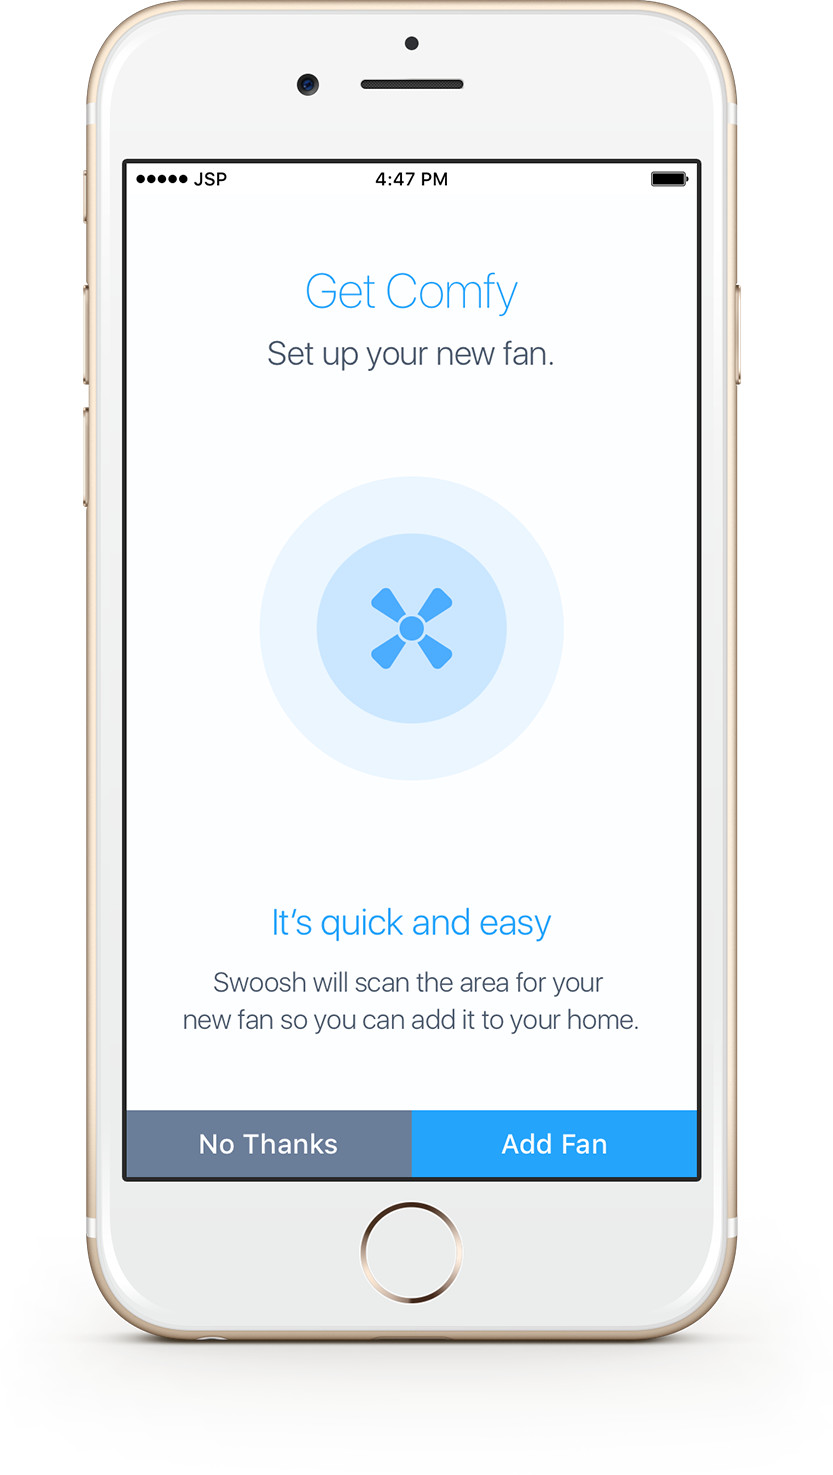 JSP 4:47 PM
Get Comfy
Set up your new fan.
It’s quick and easy
Swoosh will scan the area for your
new fan so you can add it to your home.
No Thanks Add Fan